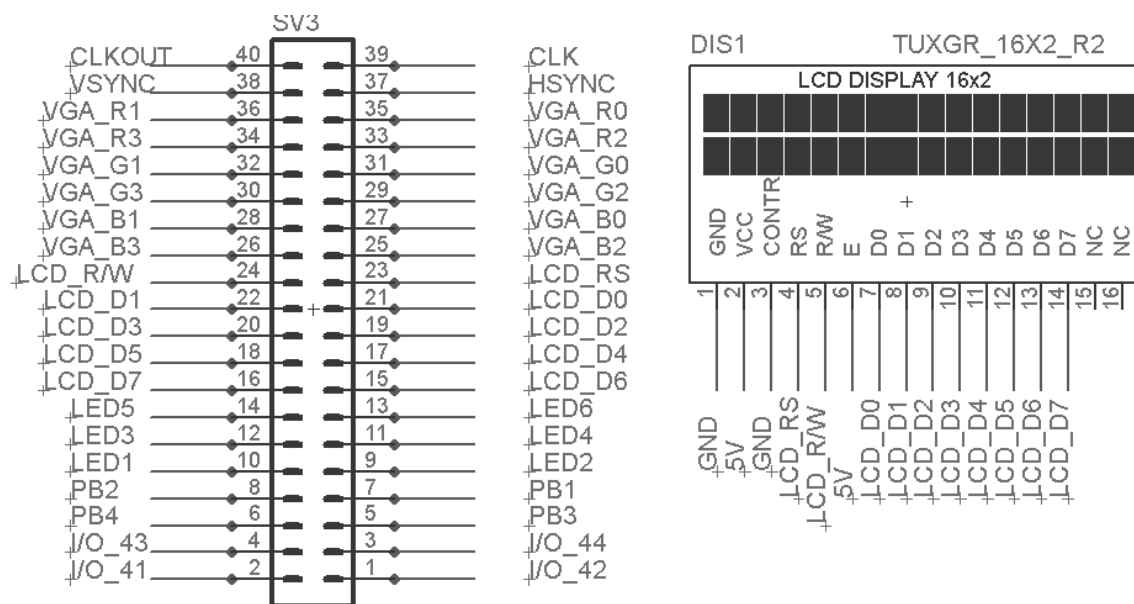 SV3
CLKOUT 40 39 CLK
VSYNC 38 37 HSYNC
VGA_R1 36 35 VGA_R0
VGA_R3 34 33 VGA_R2
VGA_G1 32 31 VGA_G0
VGA_G3 30 29 VGA_G2
VGA_B1 28 27 VGA_B0
VGA_B3 26 25 VGA_B2
LCD_R/W 24 23 LCD_RS
LCD_D1 22 21 LCD_D0
LCD_D3 20 19 LCD_D2
LCD_D5 18 17 LCD_D4
LCD_D7 16 15 LCD_D6
LED5 14 13 LED6
LED3 12 11 LED4
LED1 10 9 LED2
PB2 8 7 PB1
PB4 6 5 PB3
I/O_43 4 3 I/O_44
I/O_41 2 1 I/O_42
DIS1 TUXGR_16X2_R2
LCD DISPLAY 16x2
GND VCC CONTR RS R/W E D0 D1 D2 D3 D4 D5 D6 D7 NC NC
1 2 3 4 5 6 7 8 9 10 11 12 13 14 15 16
GND 5V GND LCD_RS LCD_R/W 5V LCD_D0 LCD_D1 LCD_D2 LCD_D3 LCD_D4 LCD_D5 LCD_D6 LCD_D7